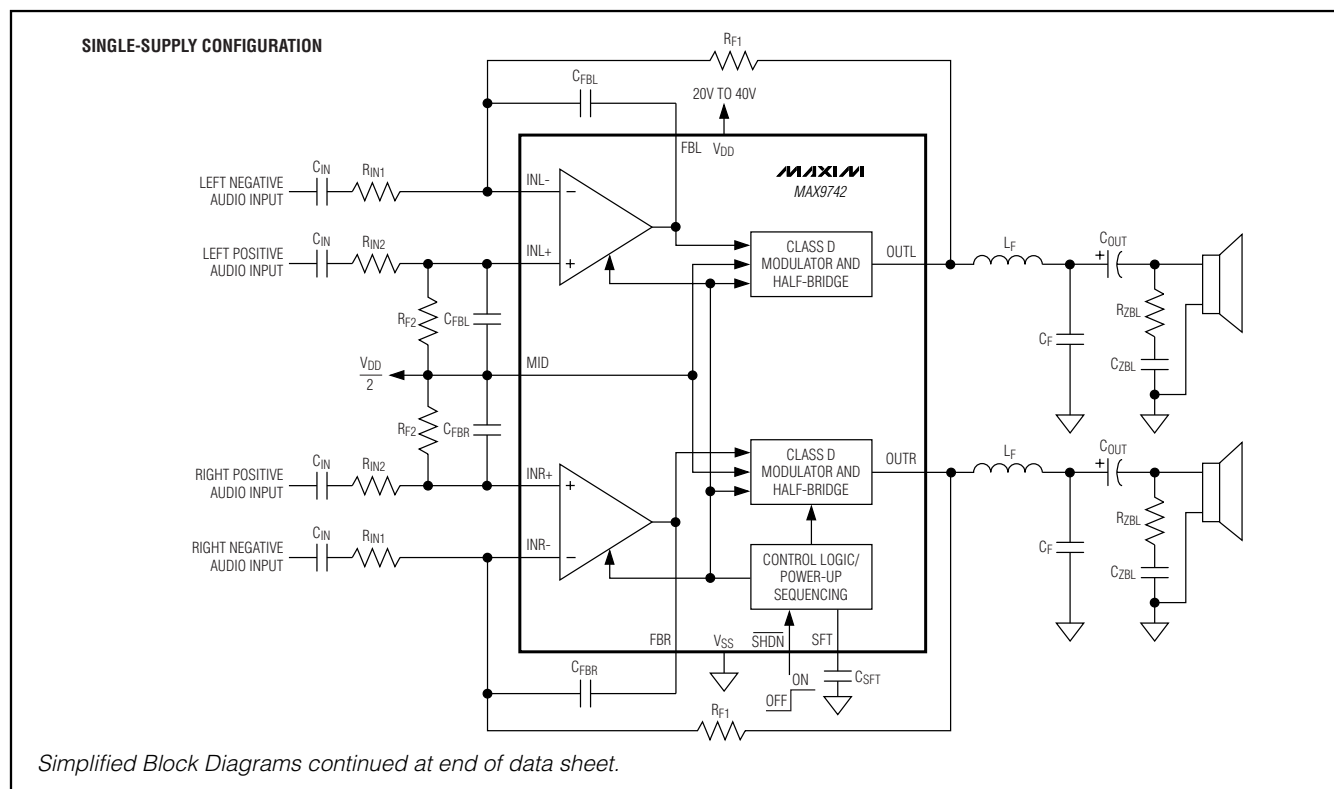 SINGLE-SUPPLY CONFIGURATION
RF1
CFBL
20V TO 40V
FBL
VDD
MAXIM
MAX9742
LEFT NEGATIVE
AUDIO INPUT
CIN
RIN1
INL-
−
LEFT POSITIVE
AUDIO INPUT
CIN
RIN2
INL+
+
CLASS D
MODULATOR AND
HALF-BRIDGE
OUTL
LF
COUT
+
RF2
CFBL
CF
RZBL
CZBL
VDD
2
MID
RF2
CFBR
RIGHT POSITIVE
AUDIO INPUT
CIN
RIN2
INR+
+
CLASS D
MODULATOR AND
HALF-BRIDGE
OUTR
LF
COUT
+
RIGHT NEGATIVE
AUDIO INPUT
CIN
RIN1
INR-
−
CONTROL LOGIC/
POWER-UP
SEQUENCING
CF
RZBL
CZBL
FBR
VSS
SHDN
SFT
CFBR
ON
OFF
CSFT
RF1
Simplified Block Diagrams continued at end of data sheet.